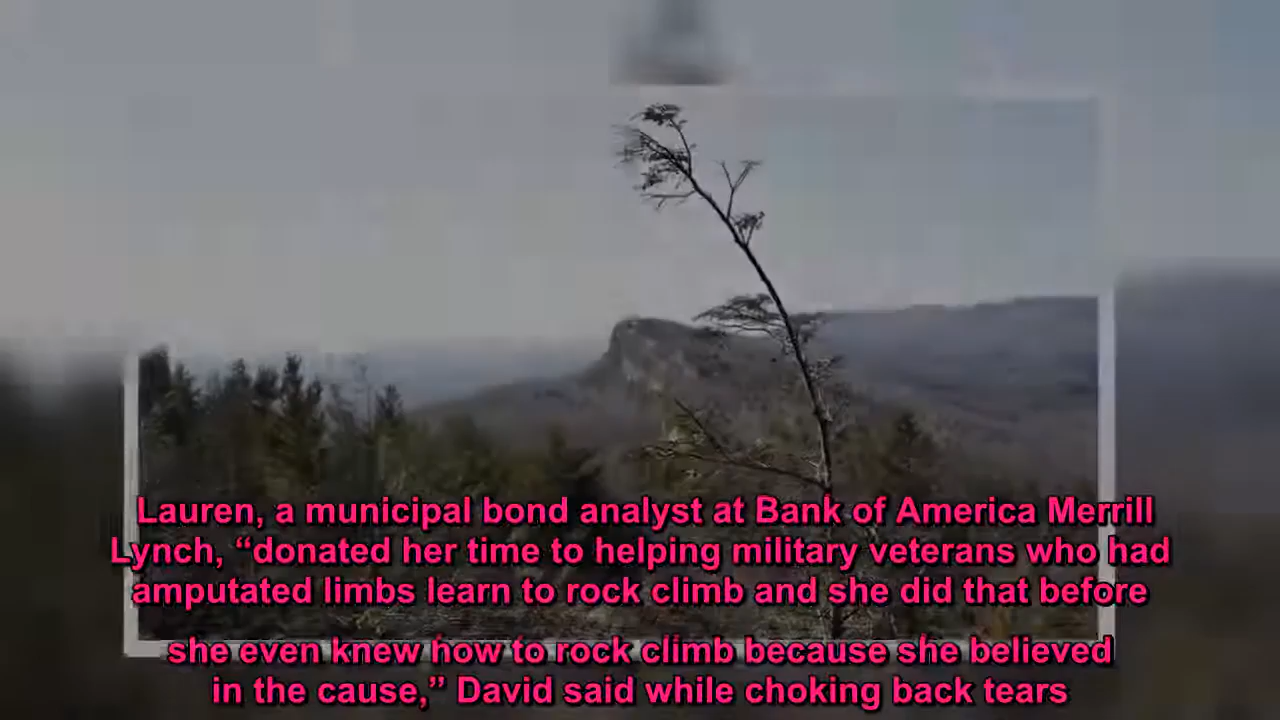 Lauren, a municipal bond analyst at Bank of America Merrill
Lynch, “donated her time to helping military veterans who had
amputated limbs learn to rock climb and she did that before
she even knew how to rock climb because she believed
in the cause,” David said while choking back tears